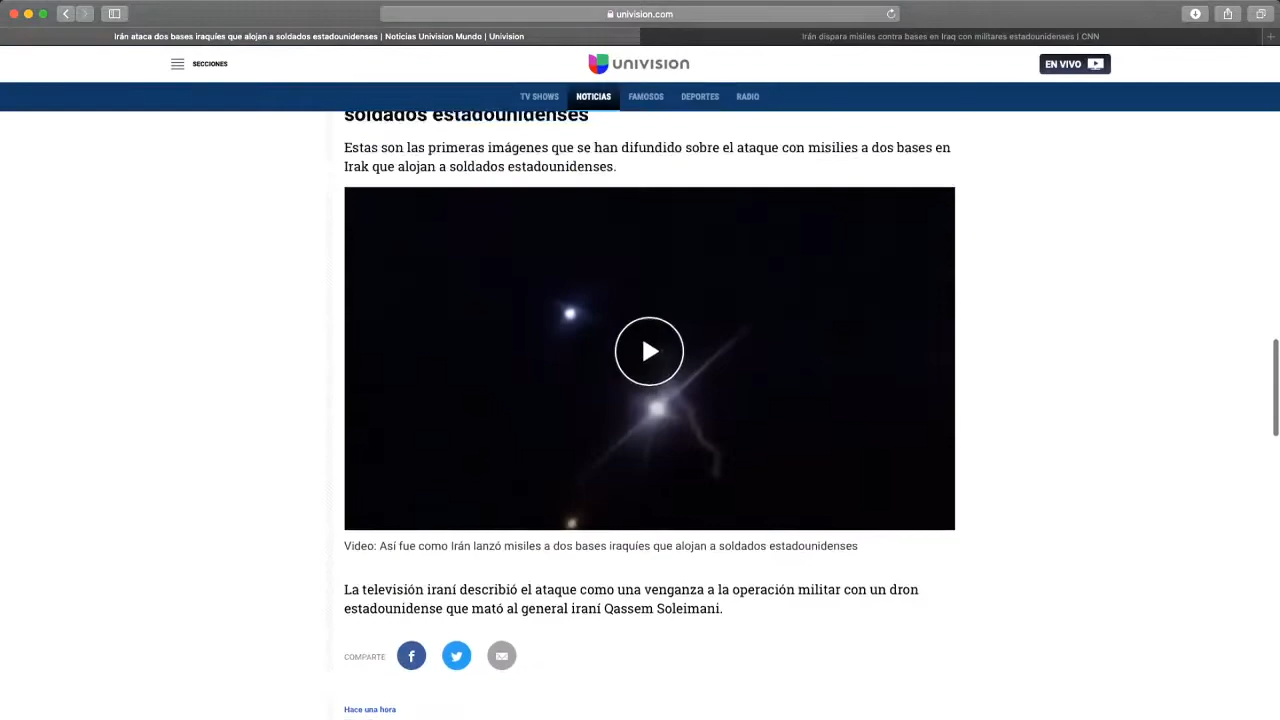 univision.com
Irán ataca dos bases iraquíes que alojan a soldados estadounidenses | Noticias Univision Mundo | Univision
Irán dispara misiles contra bases en Iraq con militares estadounidenses | CNN
SECCIONES
UNIVISION
EN VIVO
TV SHOWS
NOTICIAS
FAMOSOS
DEPORTES
RADIO
soldados estadounidenses
Estas son las primeras imágenes que se han difundido sobre el ataque con misilies a dos bases en
Irak que alojan a soldados estadounidenses.
Video: Así fue como Irán lanzó misiles a dos bases iraquíes que alojan a soldados estadounidenses
La televisión iraní describió el ataque como una venganza a la operación militar con un dron
estadounidense que mató al general iraní Qassem Soleimani.
COMPARTE
Hace una hora